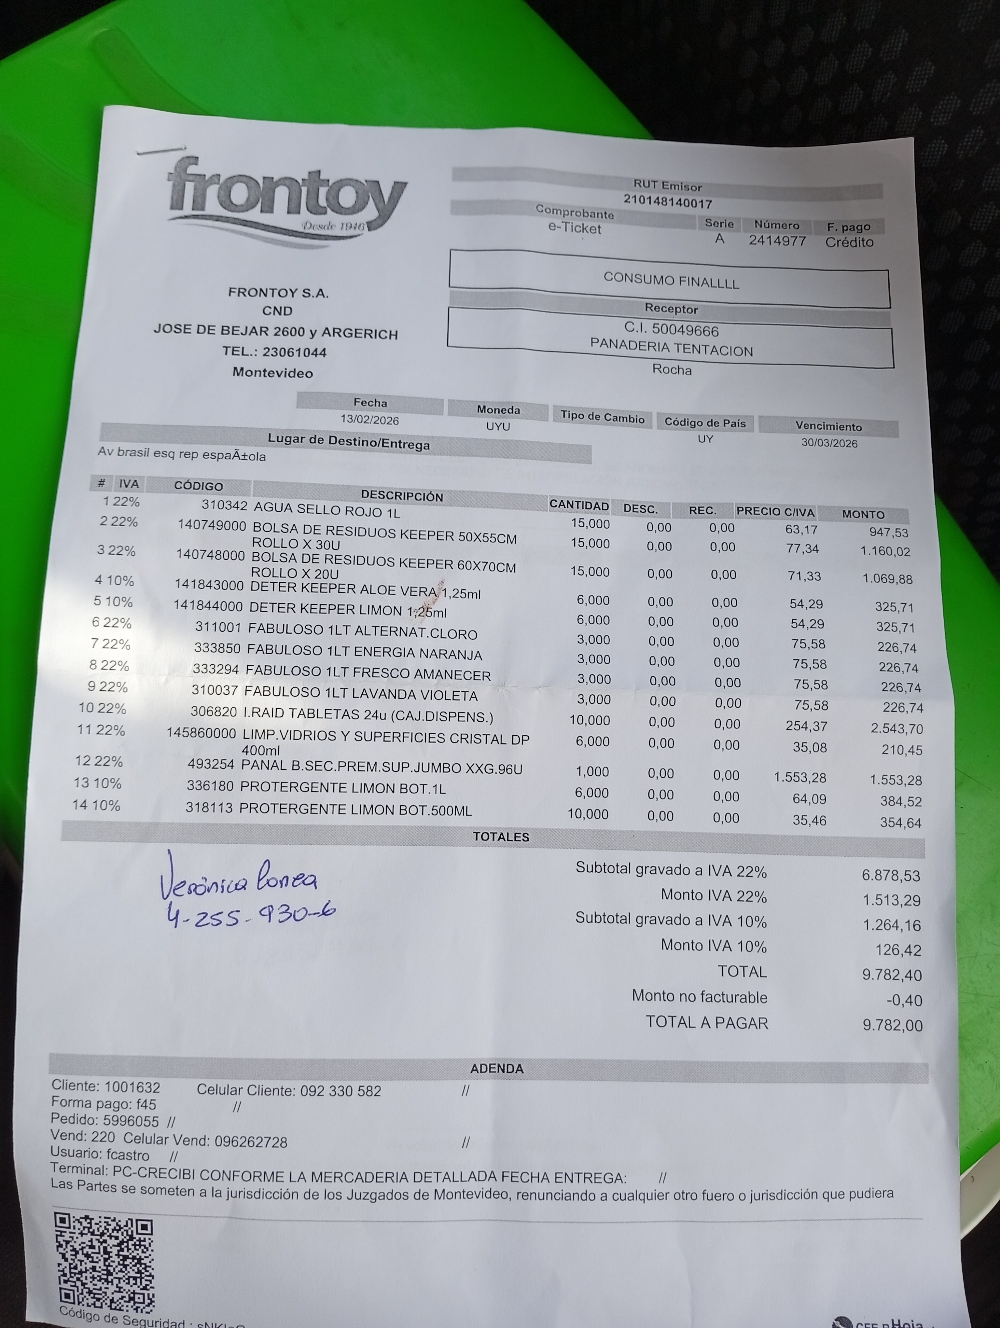 frontoy
Desde 1946
RUT Emisor
210148140017
Comprobante Serie Número F. pago
e-Ticket A 2414977 Crédito
CONSUMO FINALLLL
Receptor
C.I. 50049666
PANADERIA TENTACION
Rocha
FRONTOY S.A.
CND
JOSE DE BEJAR 2600 y ARGERICH
TEL.: 23061044
Montevideo
Fecha Moneda Tipo de Cambio Código de País Vencimiento
13/02/2026 UYU UY 30/03/2026
Lugar de Destino/Entrega
Av brasil esq rep espaÃ±ola
# IVA CÓDIGO DESCRIPCIÓN CANTIDAD DESC. REC. PRECIO C/IVA MONTO
1 22% 310342 AGUA SELLO ROJO 1L 15,000 0,00 0,00 63,17 947,53
2 22% 140749000 BOLSA DE RESIDUOS KEEPER 50X55CM 15,000 0,00 0,00 77,34 1.160,02
ROLLO X 30U
3 22% 140748000 BOLSA DE RESIDUOS KEEPER 60X70CM 15,000 0,00 0,00 71,33 1.069,88
ROLLO X 20U
4 10% 141843000 DETER KEEPER ALOE VERA 1,25ml 6,000 0,00 0,00 54,29 325,71
5 10% 141844000 DETER KEEPER LIMON 1,25ml 6,000 0,00 0,00 54,29 325,71
6 22% 311001 FABULOSO 1LT ALTERNAT.CLORO 3,000 0,00 0,00 75,58 226,74
7 22% 333850 FABULOSO 1LT ENERGIA NARANJA 3,000 0,00 0,00 75,58 226,74
8 22% 333294 FABULOSO 1LT FRESCO AMANECER 3,000 0,00 0,00 75,58 226,74
9 22% 310037 FABULOSO 1LT LAVANDA VIOLETA 3,000 0,00 0,00 75,58 226,74
10 22% 306820 I.RAID TABLETAS 24u (CAJ.DISPENS.) 10,000 0,00 0,00 254,37 2.543,70
11 22% 145860000 LIMP.VIDRIOS Y SUPERFICIES CRISTAL DP 6,000 0,00 0,00 35,08 210,45
400ml
12 22% 493254 PANAL B.SEC.PREM.SUP.JUMBO XXG.96U 1,000 0,00 0,00 1.553,28 1.553,28
13 10% 336180 PROTERGENTE LIMON BOT.1L 6,000 0,00 0,00 64,09 384,52
14 10% 318113 PROTERGENTE LIMON BOT.500ML 10,000 0,00 0,00 35,46 354,64
TOTALES
Subtotal gravado a IVA 22% 6.878,53
Monto IVA 22% 1.513,29
Subtotal gravado a IVA 10% 1.264,16
Monto IVA 10% 126,42
TOTAL 9.782,40
Monto no facturable -0,40
TOTAL A PAGAR 9.782,00
Verónica
4-255-930-6
ADENDA
Cliente: 1001632 Celular Cliente: 092 330 582 //
Forma pago: f45 //
Pedido: 5996055 //
Vend: 220 Celular Vend: 096262728 //
Usuario: fcastro //
Terminal: PC-CRECIBI CONFORME LA MERCADERIA DETALLADA FECHA ENTREGA: //
Las Partes se someten a la jurisdicción de los Juzgados de Montevideo, renunciando a cualquier otro fuero o jurisdicción que pudiera
Código de Seguridad :